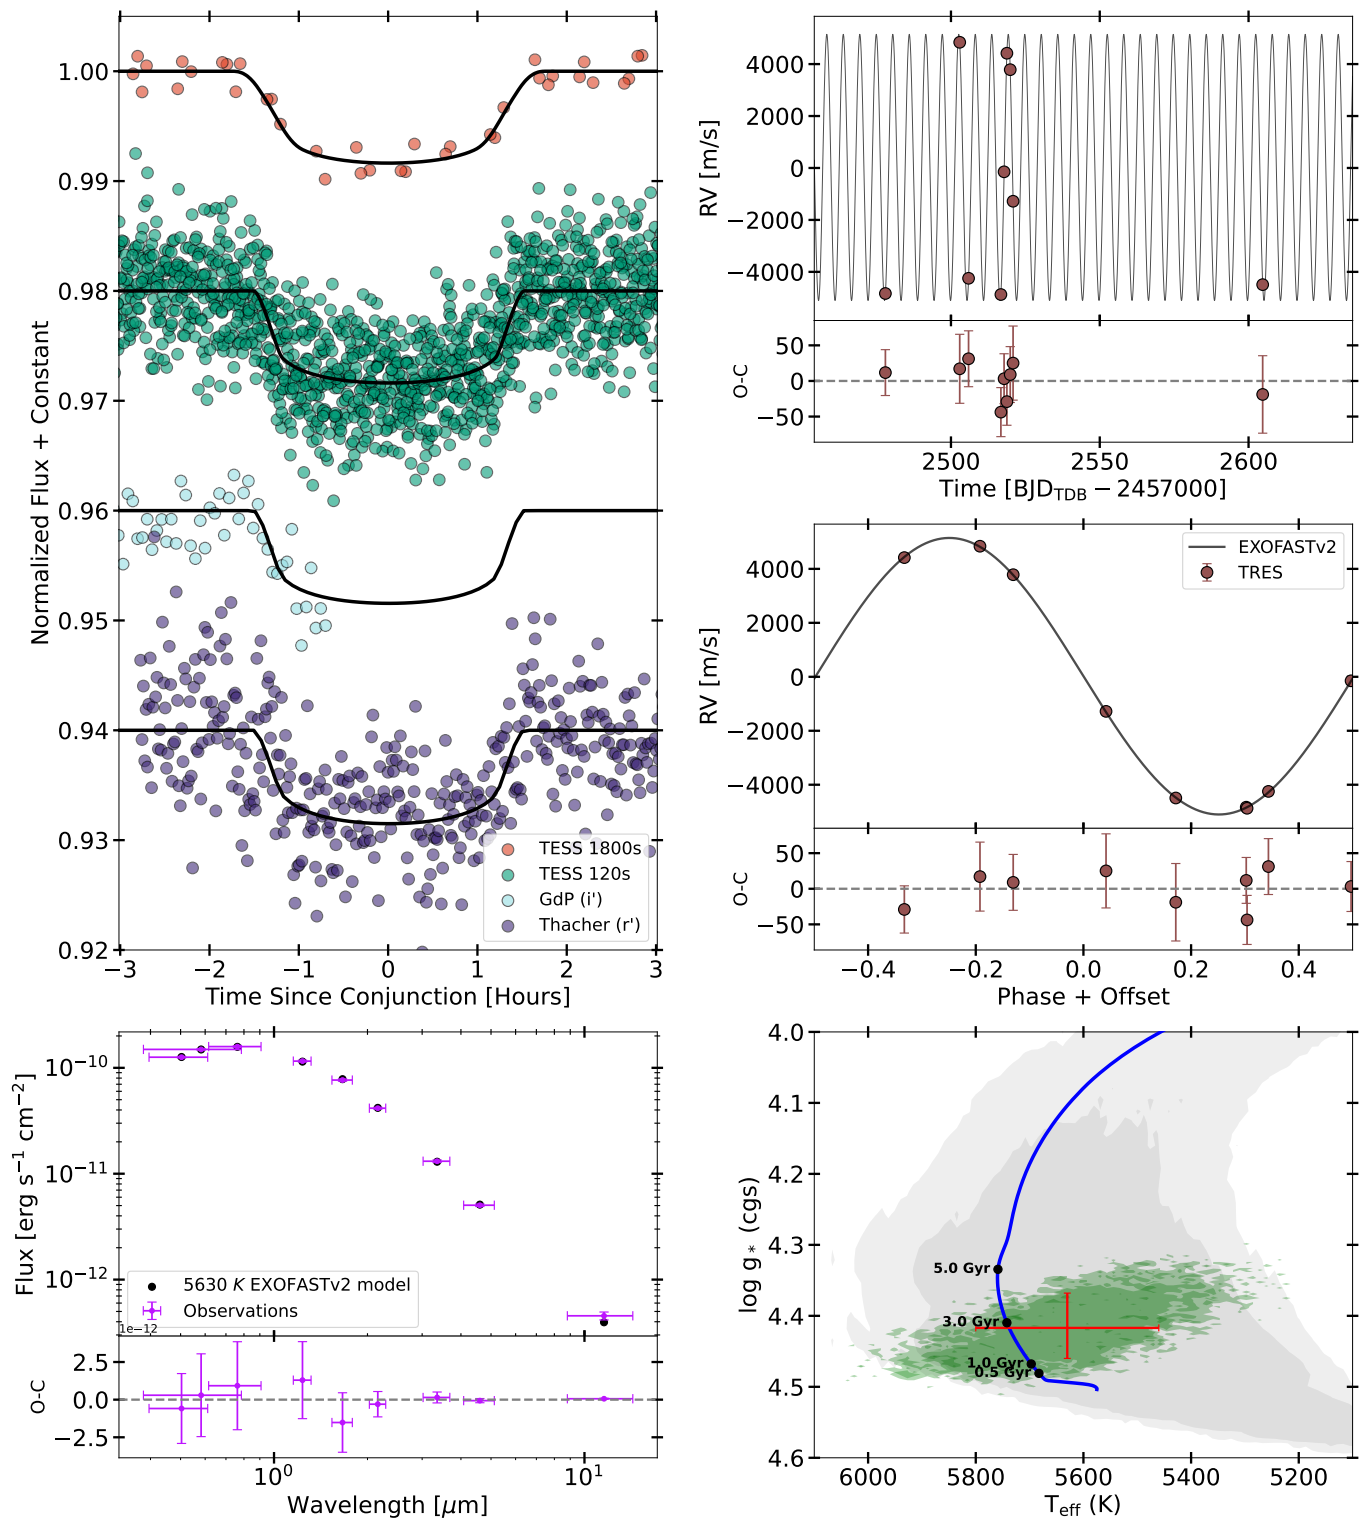 1.00
0.99
0.98
0.97
0.96
0.95
0.94
0.93
0.92
Normalized Flux + Constant
TESS 1800s
TESS 120s
GdP (i')
Thacher (r')
−3 −2 −1 0 1 2 3
Time Since Conjunction [Hours]
4000
2000
0
−2000
−4000
RV [m/s]
50
0
−50
O-C
2500 2550 2600
Time [BJD_TDB − 2457000]
EXOFASTv2
TRES
4000
2000
0
−2000
−4000
RV [m/s]
50
0
−50
O-C
−0.4 −0.2 0.0 0.2 0.4
Phase + Offset
10⁻¹⁰
10⁻¹¹
10⁻¹²
Flux [erg s⁻¹ cm⁻²]
5630 K EXOFASTv2 model
Observations
1e−12
2.5
0.0
−2.5
O-C
10⁰ 10¹
Wavelength [μm]
4.0
4.1
4.2
4.3
4.4
4.5
4.6
log g* (cgs)
5.0 Gyr
3.0 Gyr
1.0 Gyr
0.5 Gyr
6000 5800 5600 5400 5200
T_eff (K)